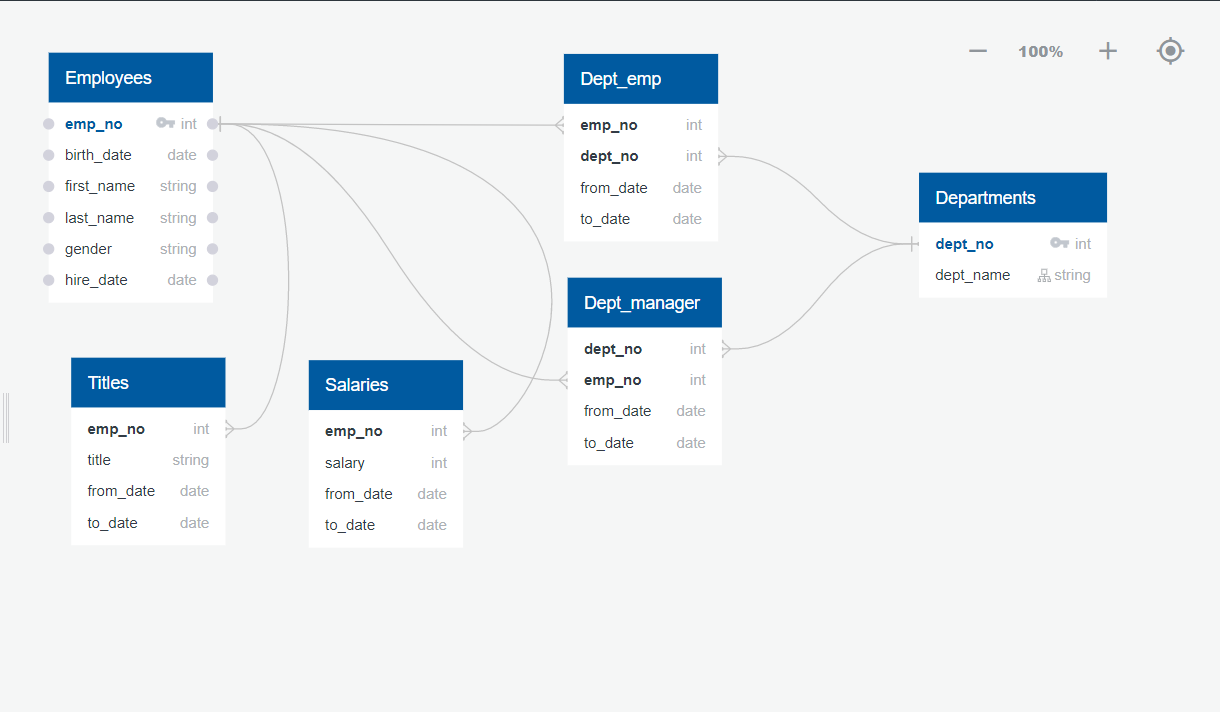 100%
Employees
emp_no int
birth_date date
first_name string
last_name string
gender string
hire_date date
Dept_emp
emp_no int
dept_no int
from_date date
to_date date
Departments
dept_no int
dept_name string
Dept_manager
dept_no int
emp_no int
from_date date
to_date date
Titles
emp_no int
title string
from_date date
to_date date
Salaries
emp_no int
salary int
from_date date
to_date date